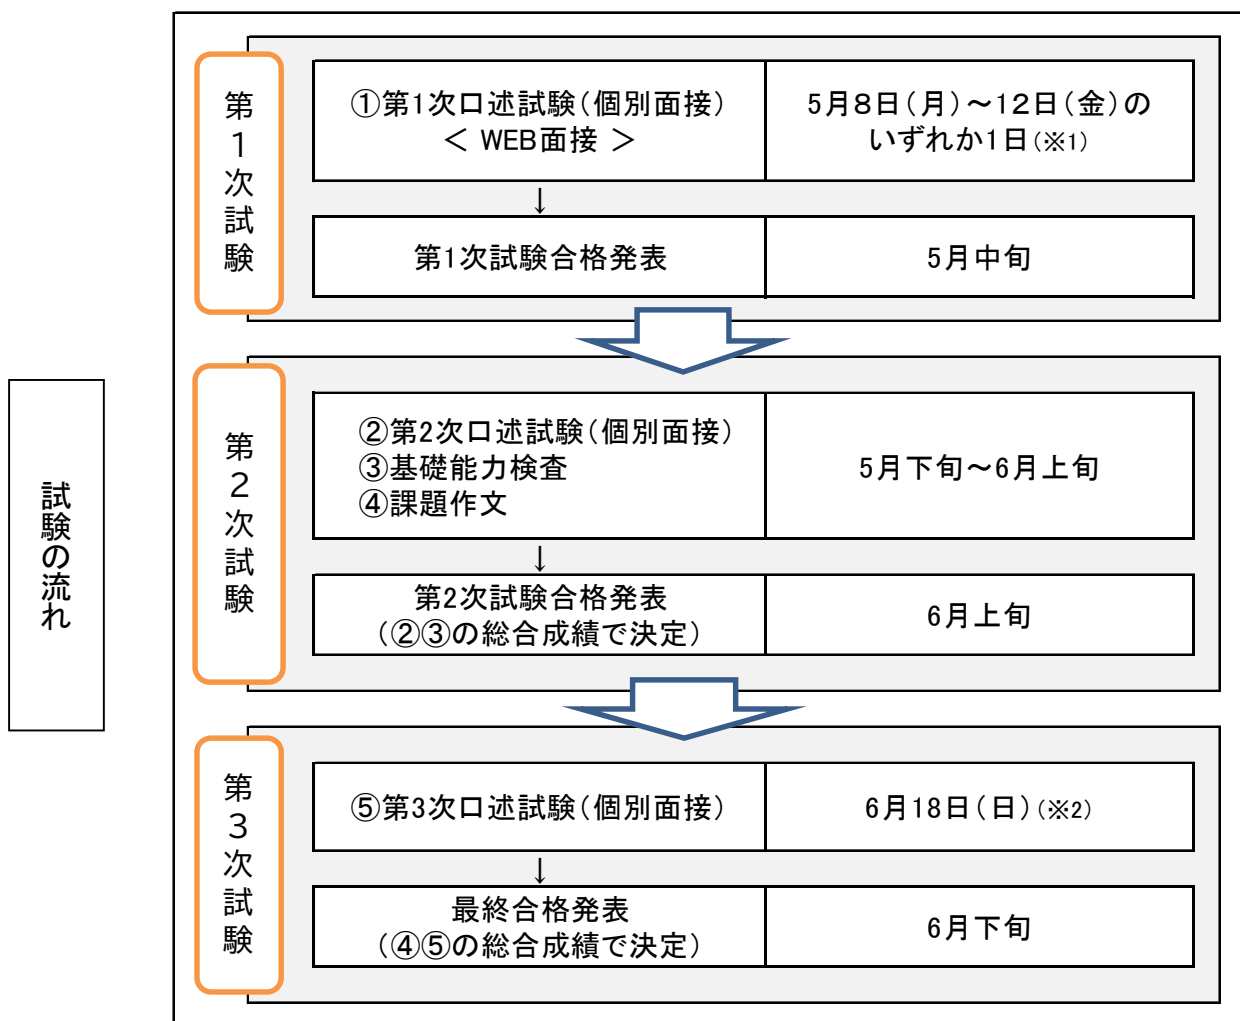 試験の流れ
第1次試験
①第1次口述試験（個別面接）
＜ WEB面接 ＞
5月8日（月）～12日（金）の
いずれか1日（※1）
↓
第1次試験合格発表
5月中旬
第2次試験
②第2次口述試験（個別面接）
③基礎能力検査
④課題作文
5月下旬～6月上旬
↓
第2次試験合格発表
（②③の総合成績で決定）
6月上旬
第3次試験
⑤第3次口述試験（個別面接）
6月18日（日）（※2）
↓
最終合格発表
（④⑤の総合成績で決定）
6月下旬